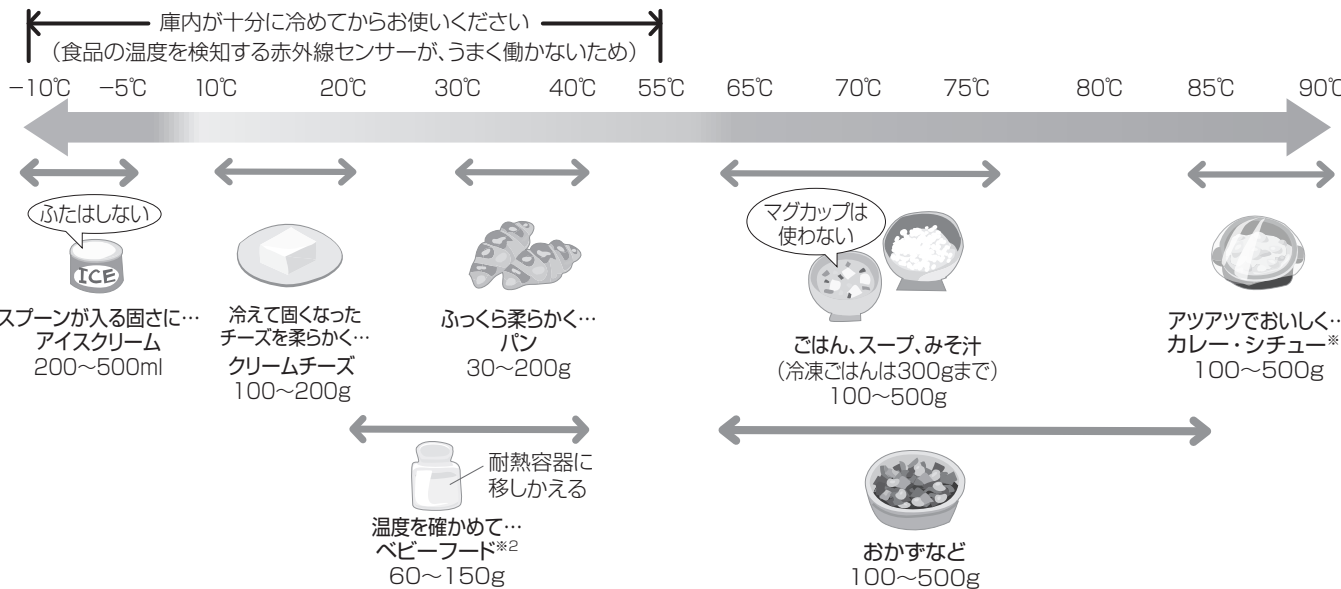 庫内が十分に冷めてからお使いください
（食品の温度を検知する赤外線センサーが、うまく働かないため）
−10℃ −5℃ 10℃ 20℃ 30℃ 40℃ 55℃ 65℃ 70℃ 75℃ 80℃ 85℃ 90℃
ふたはしない
ICE
スプーンが入る固さに…
アイスクリーム
200～500ml
冷えて固くなった
チーズを柔らかく…
クリームチーズ
100～200g
ふっくら柔らかく…
パン
30～200g
マグカップは
使わない
ごはん、スープ、みそ汁
（冷凍ごはんは300gまで）
100～500g
アツアツでおいしく…
カレー・シチュー※
100～500g
耐熱容器に
移しかえる
温度を確かめて…
ベビーフード※2
60～150g
おかずなど
100～500g